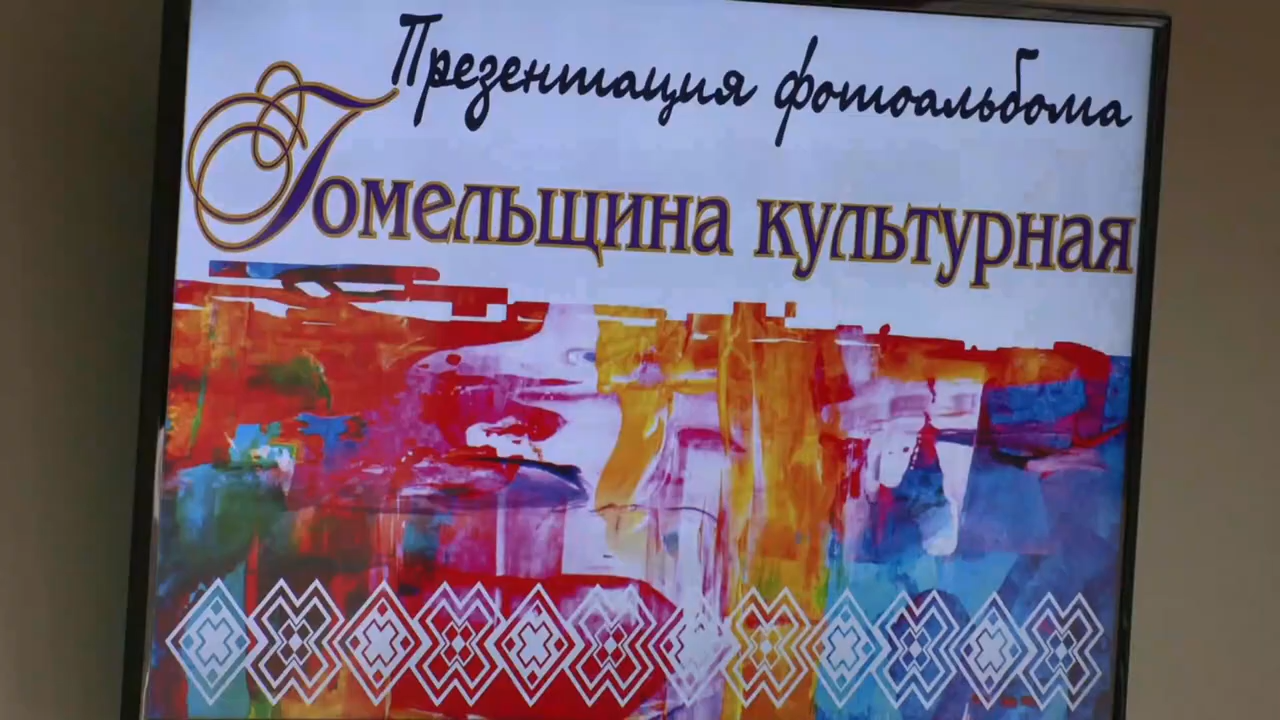 Презентация фотоальбома
Гомельщина культурная